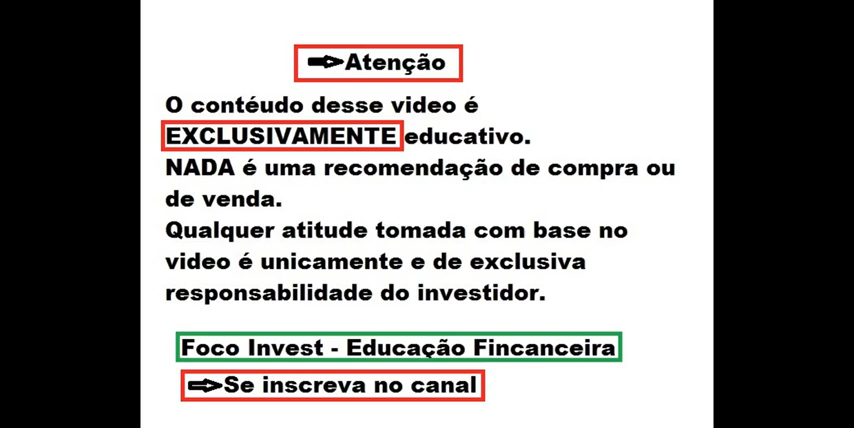 Atenção
O contéudo desse video é
EXCLUSIVAMENTE educativo.
NADA é uma recomendação de compra ou
de venda.
Qualquer atitude tomada com base no
video é unicamente e de exclusiva
responsabilidade do investidor.
Foco Invest - Educação Fincanceira
Se inscreva no canal